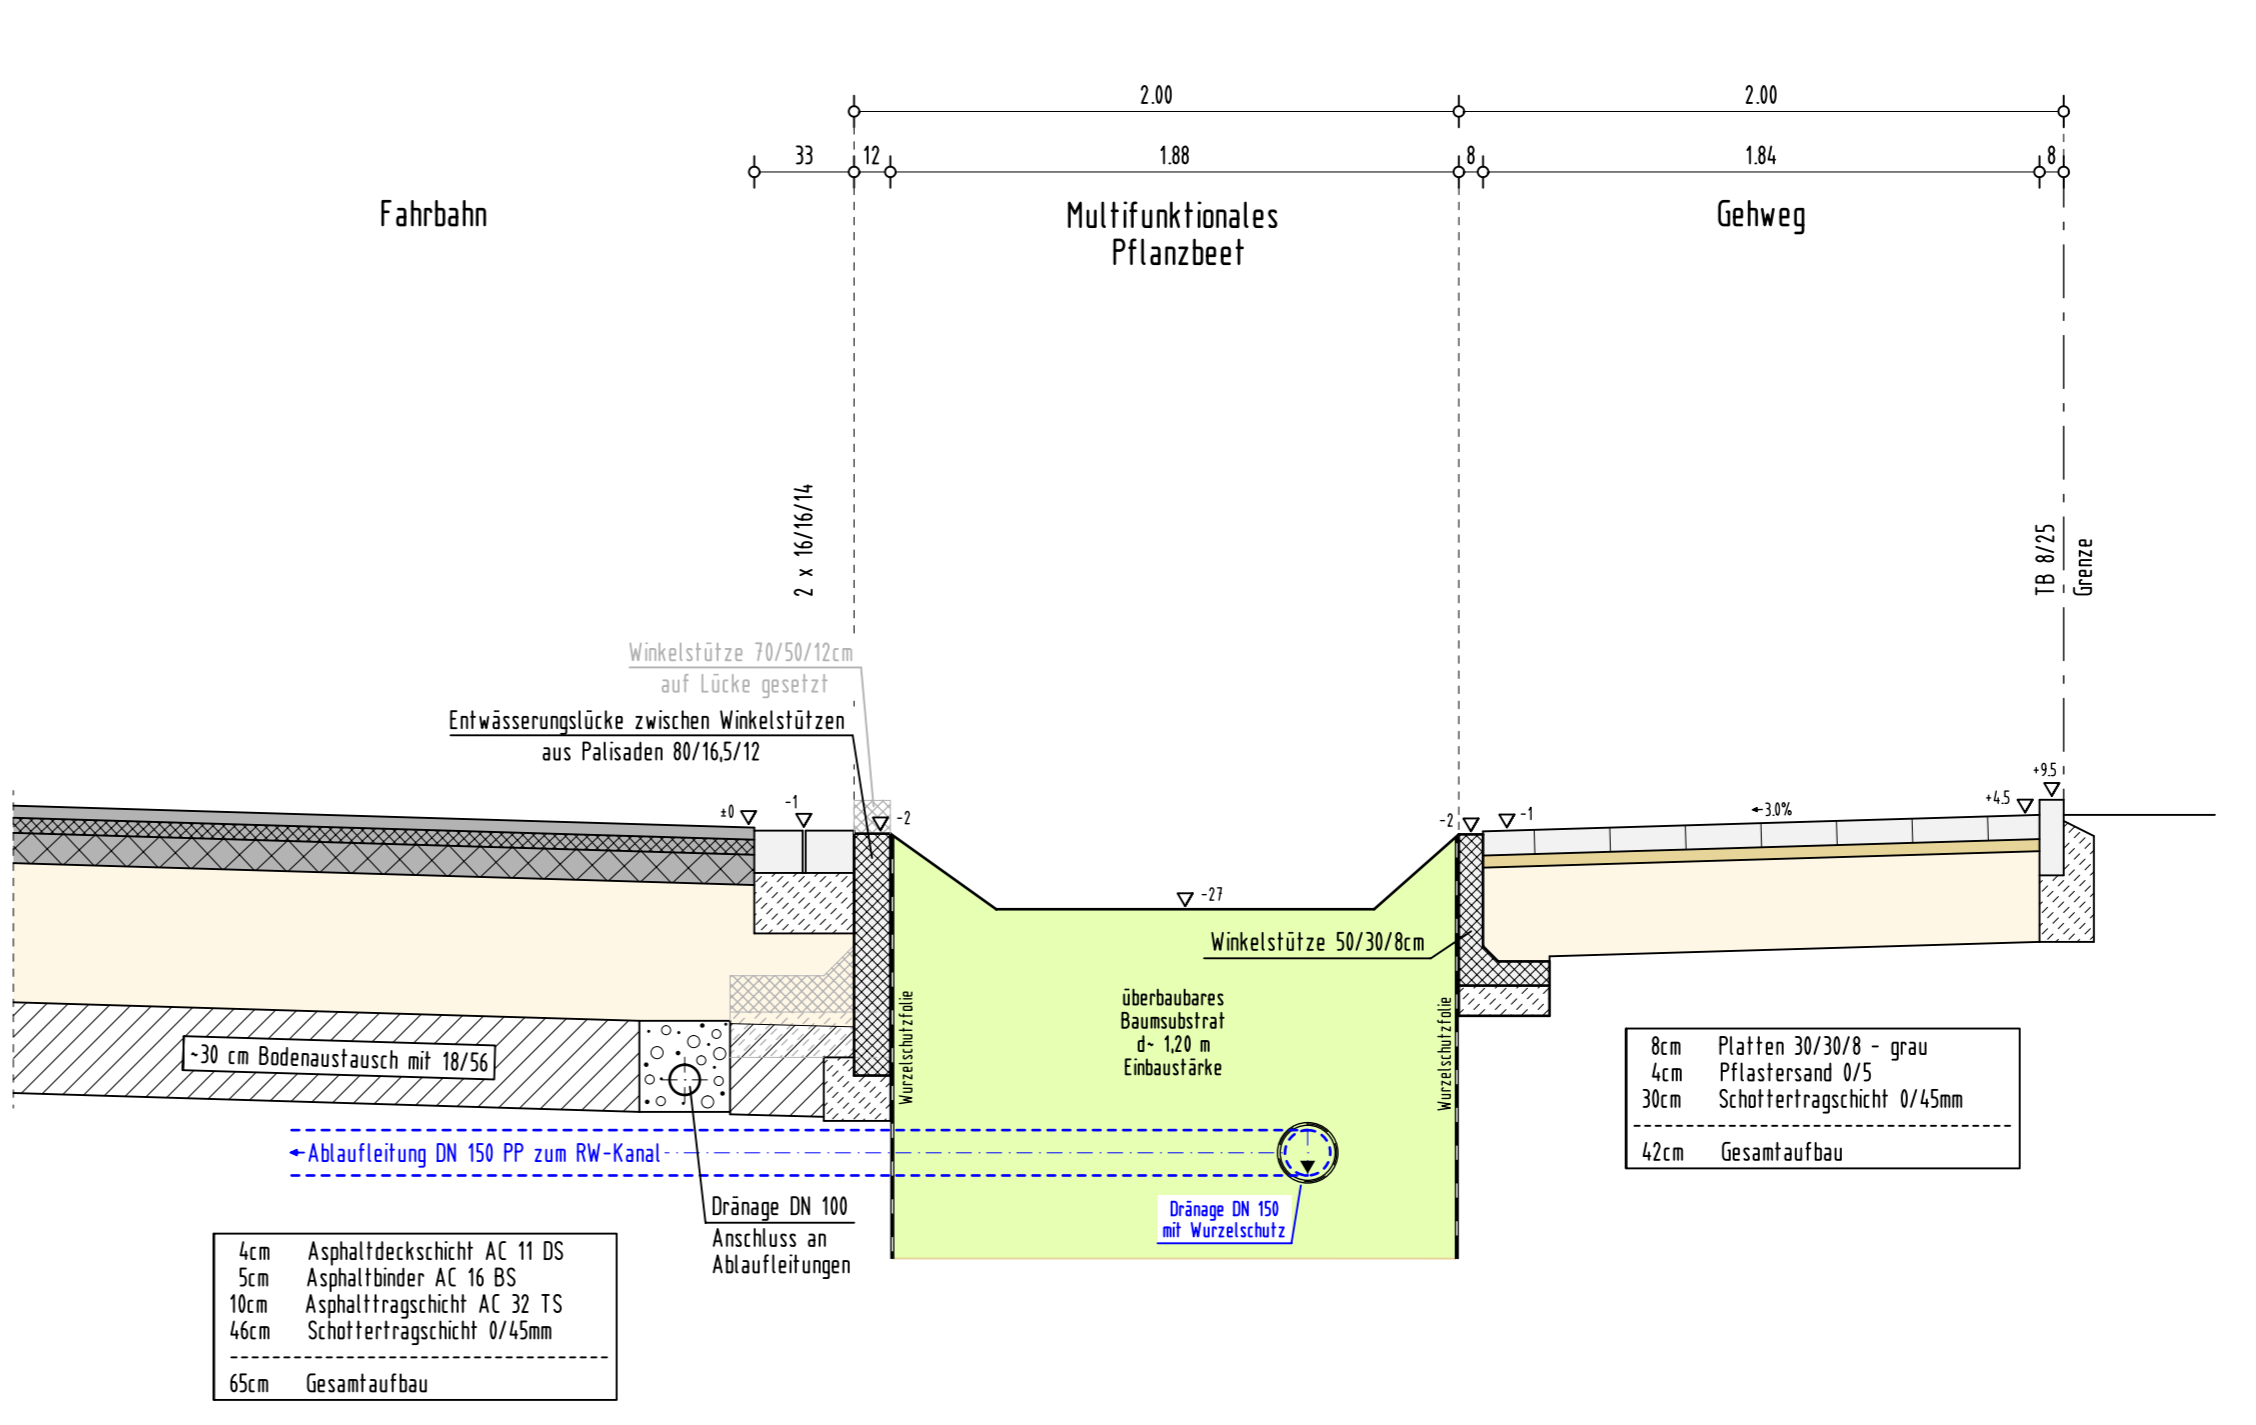 2.00
2.00
33
12
1.88
8
1.84
8
Fahrbahn
Multifunktionales
Pflanzbeet
Gehweg
2 x 16/16/14
TB 8/25
Grenze
Winkelstütze 70/50/12cm
auf Lücke gesetzt
Entwässerungslücke zwischen Winkelstützen
aus Palisaden 80/16,5/12
±0
-1
-2
-27
-2
-1
←3.0%
+4.5
+9.5
Winkelstütze 50/30/8cm
überbaubares
Baumsubstrat
d~ 1,20 m
Einbaustärke
Wurzelschutzfolie
Wurzelschutzfolie
~30 cm Bodenaustausch mit 18/56
8cm Platten 30/30/8 - grau
4cm Pflastersand 0/5
30cm Schottertragschicht 0/45mm
42cm Gesamtaufbau
←Ablaufleitung DN 150 PP zum RW-Kanal
Dränage DN 100
Anschluss an
Ablaufleitungen
Dränage DN 150
mit Wurzelschutz
4cm Asphaltdeckschicht AC 11 DS
5cm Asphaltbinder AC 16 BS
10cm Asphalttragschicht AC 32 TS
46cm Schottertragschicht 0/45mm
65cm Gesamtaufbau